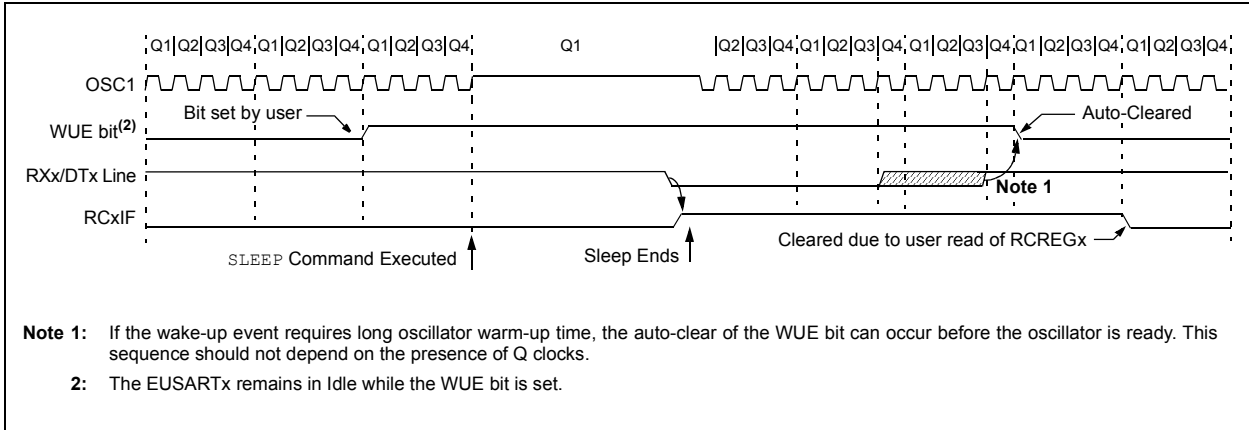 Q1 Q2 Q3 Q4 Q1 Q2 Q3 Q4 Q1 Q2 Q3 Q4 Q1 Q2 Q3 Q4 Q1 Q2 Q3 Q4 Q1 Q2 Q3 Q4 Q1 Q2 Q3 Q4
OSC1
Bit set by user
Auto-Cleared
WUE bit(2)
RXx/DTx Line
Note 1
RCxIF
Cleared due to user read of RCREGx
SLEEP Command Executed
Sleep Ends
Note 1: If the wake-up event requires long oscillator warm-up time, the auto-clear of the WUE bit can occur before the oscillator is ready. This
sequence should not depend on the presence of Q clocks.
2: The EUSARTx remains in Idle while the WUE bit is set.